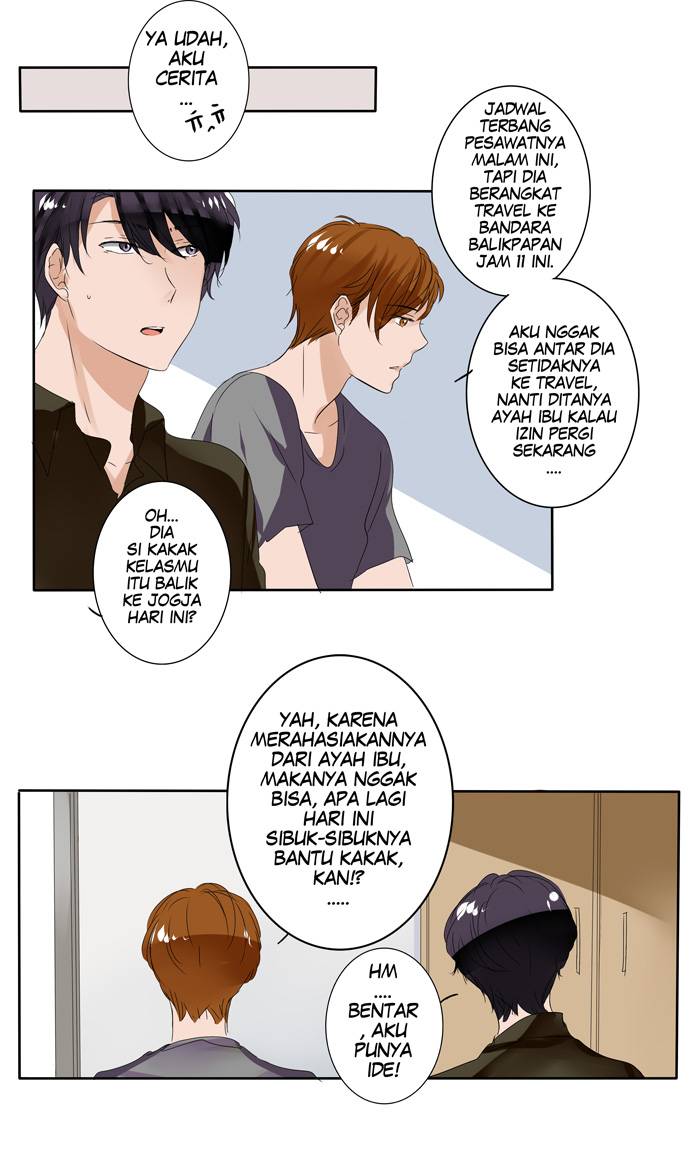 YA UDAH,
AKU
CERITA
...
ㅠ^ㅠ
JADWAL
TERBANG
PESAWATNYA
MALAM INI,
TAPI DIA
BERANGKAT
TRAVEL KE
BANDARA
BALIKPAPAN
JAM 11 INI.
AKU NGGAK
BISA ANTAR DIA
SETIDAKNYA
KE TRAVEL,
NANTI DITANYA
AYAH IBU KALAU
IZIN PERGI
SEKARANG
....
OH...
DIA
SI KAKAK
KELASMU
ITU BALIK
KE JOGJA
HARI INI?
YAH, KARENA
MERAHASIAKANNYA
DARI AYAH IBU,
MAKANYA NGGAK
BISA, APA LAGI
HARI INI
SIBUK-SIBUKNYA
BANTU KAKAK,
KAN!?
.....
HM
....
BENTAR
, AKU
PUNYA
IDE!